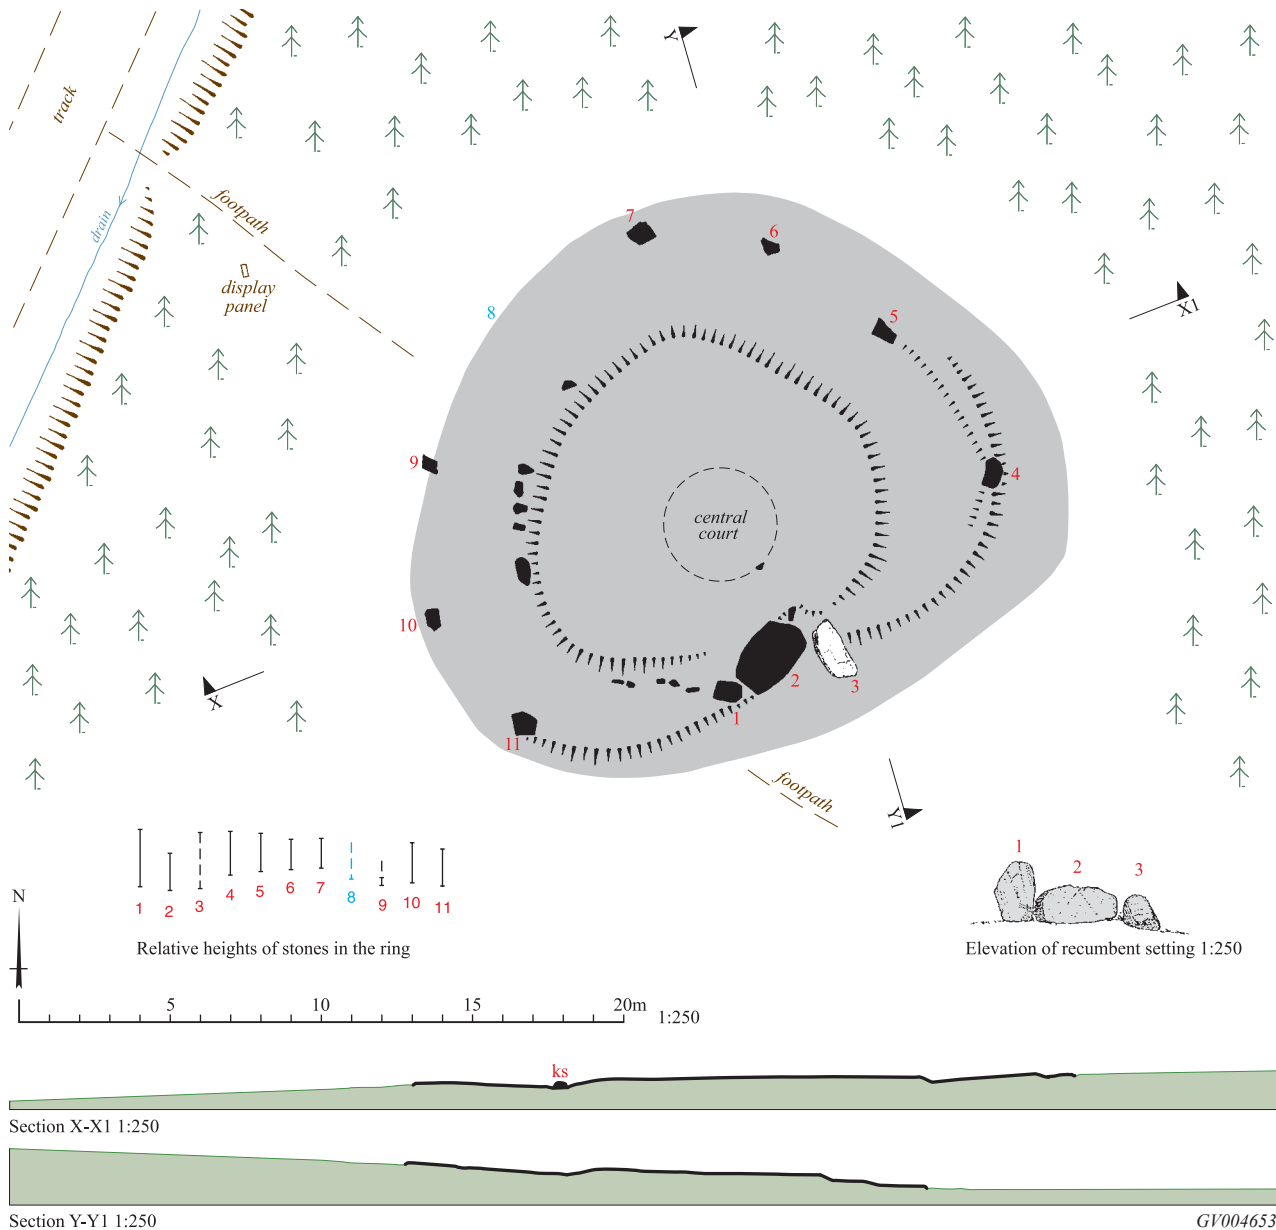 Y
track
drain
footpath
display
panel
7
6
8
5
X1
9
4
central
court
10
X
2
3
1
11
footpath
Y1
1
2
3
4
5
6
7
8
9
10
11
Relative heights of stones in the ring
1
2
3
Elevation of recumbent setting 1:250
N
5
10
15
20m
1:250
ks
Section X-X1 1:250
Section Y-Y1 1:250
GV004653